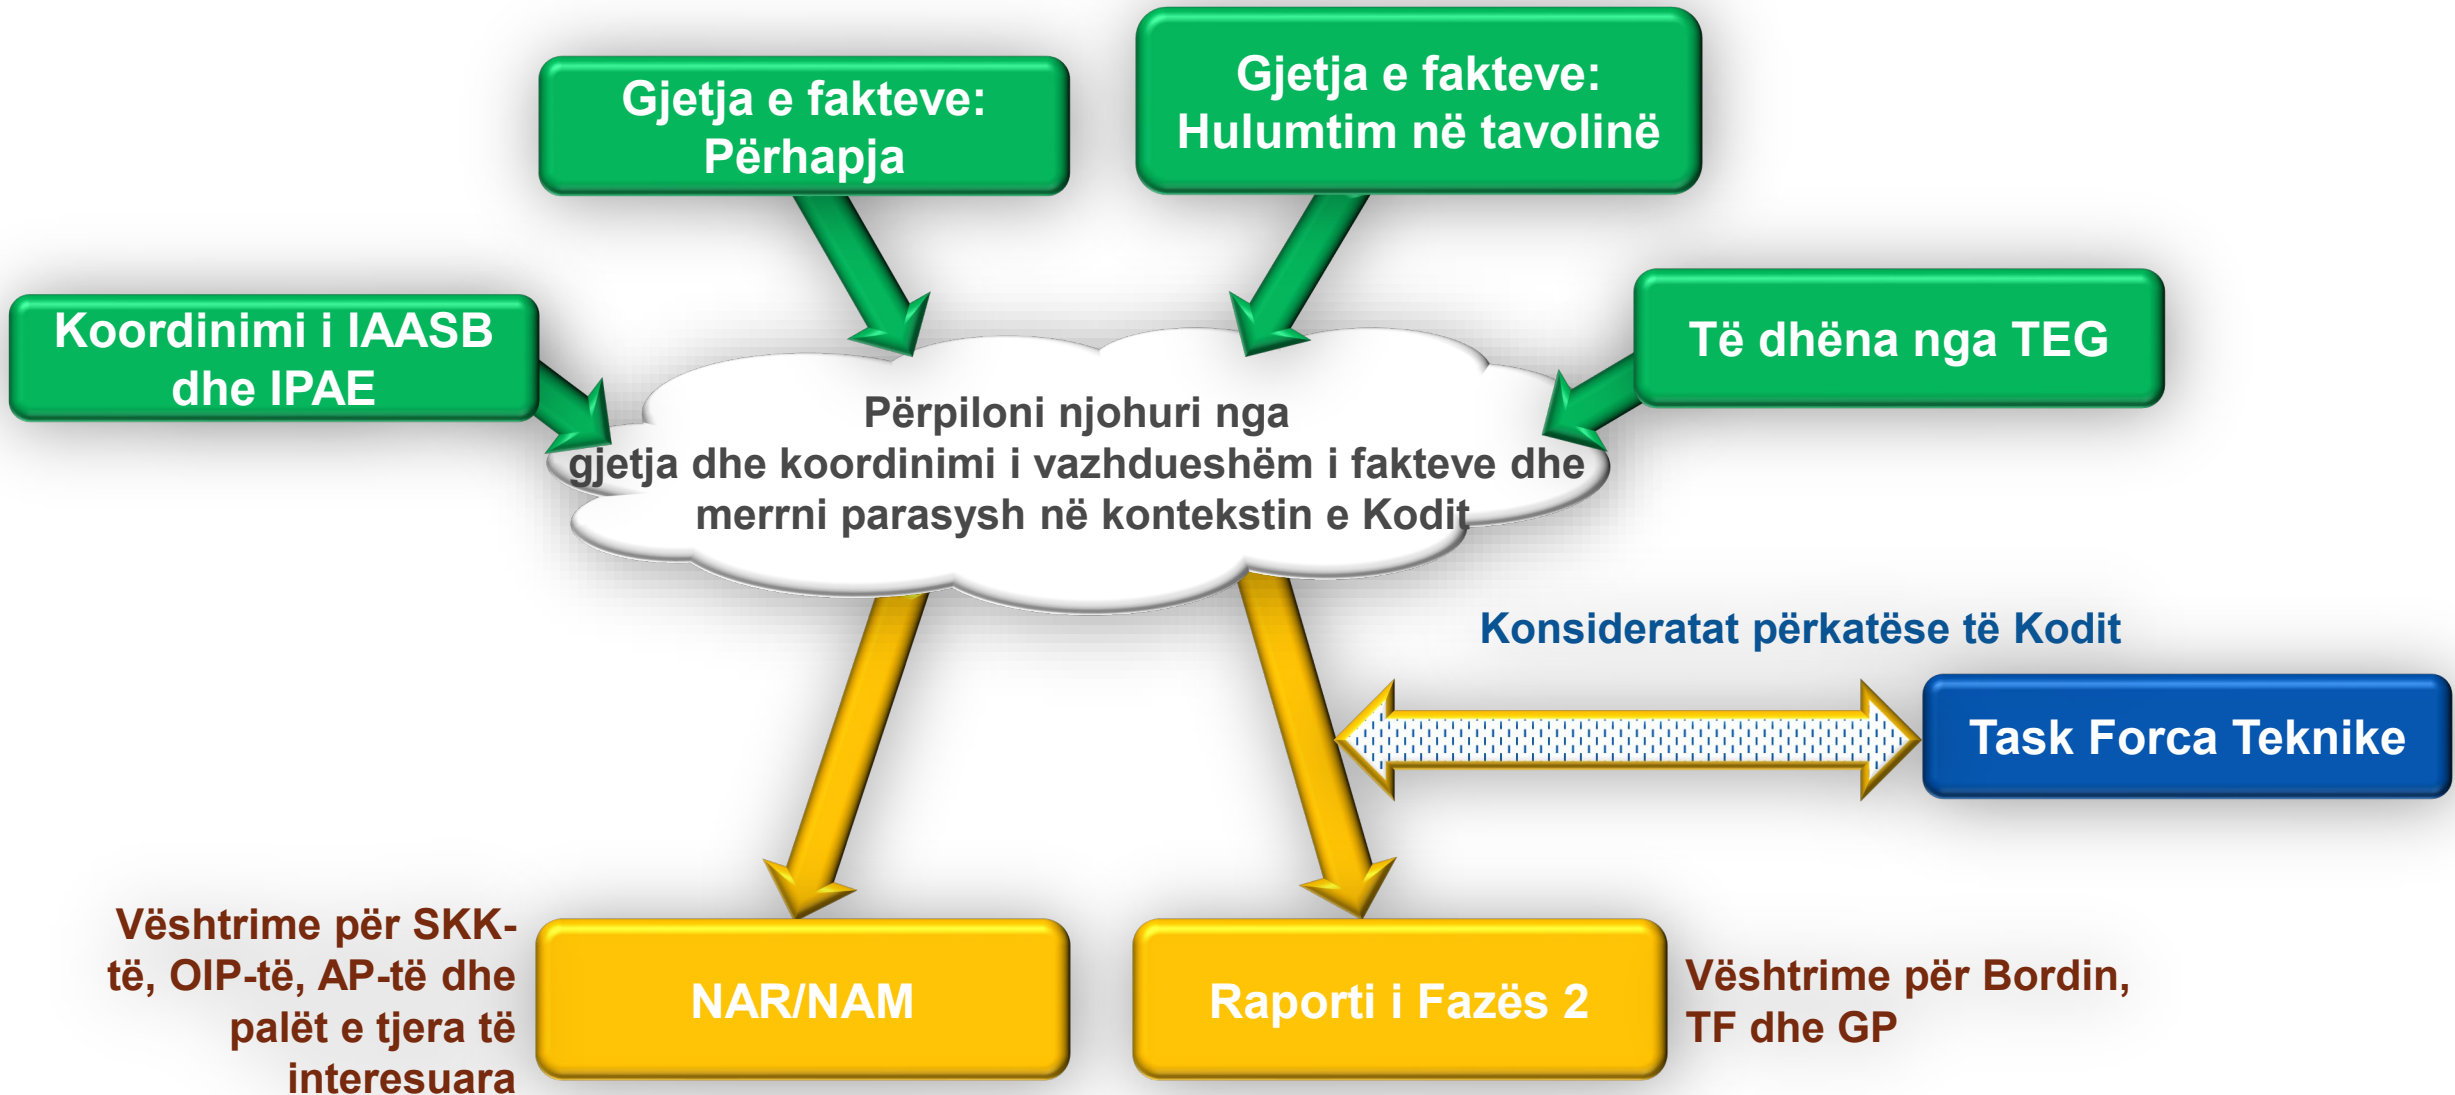 Gjetja e fakteve:
Përhapja
Gjetja e fakteve:
Hulumtim në tavolinë
Koordinimi i IAASB
dhe IPAE
Të dhëna nga TEG
Përpiloni njohuri nga
gjetja dhe koordinimi i vazhdueshëm i fakteve dhe
merrni parasysh në kontekstin e Kodit
Konsideratat përkatëse të Kodit
Task Forca Teknike
Vështrime për SKK-
të, OIP-të, AP-të dhe
palët e tjera të
interesuara
NAR/NAM
Raporti i Fazës 2
Vështrime për Bordin,
TF dhe GP